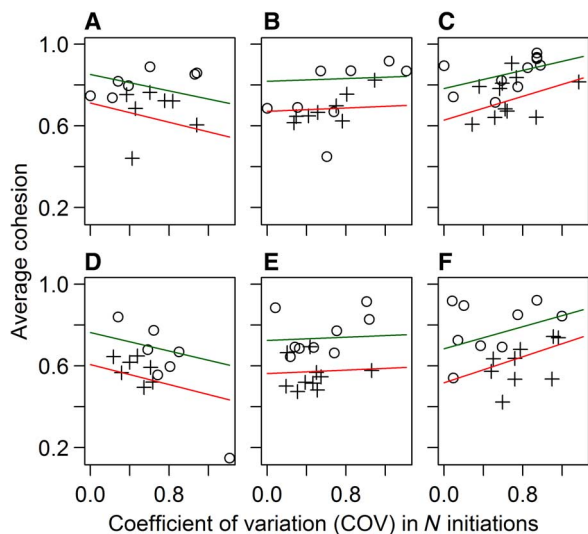 A B C
1.0
0.6
0.2
D E F
1.0
0.6
0.2
0.0 0.8 0.0 0.8 0.0 0.8
Average cohesion
Coefficient of variation (COV) in N initiations